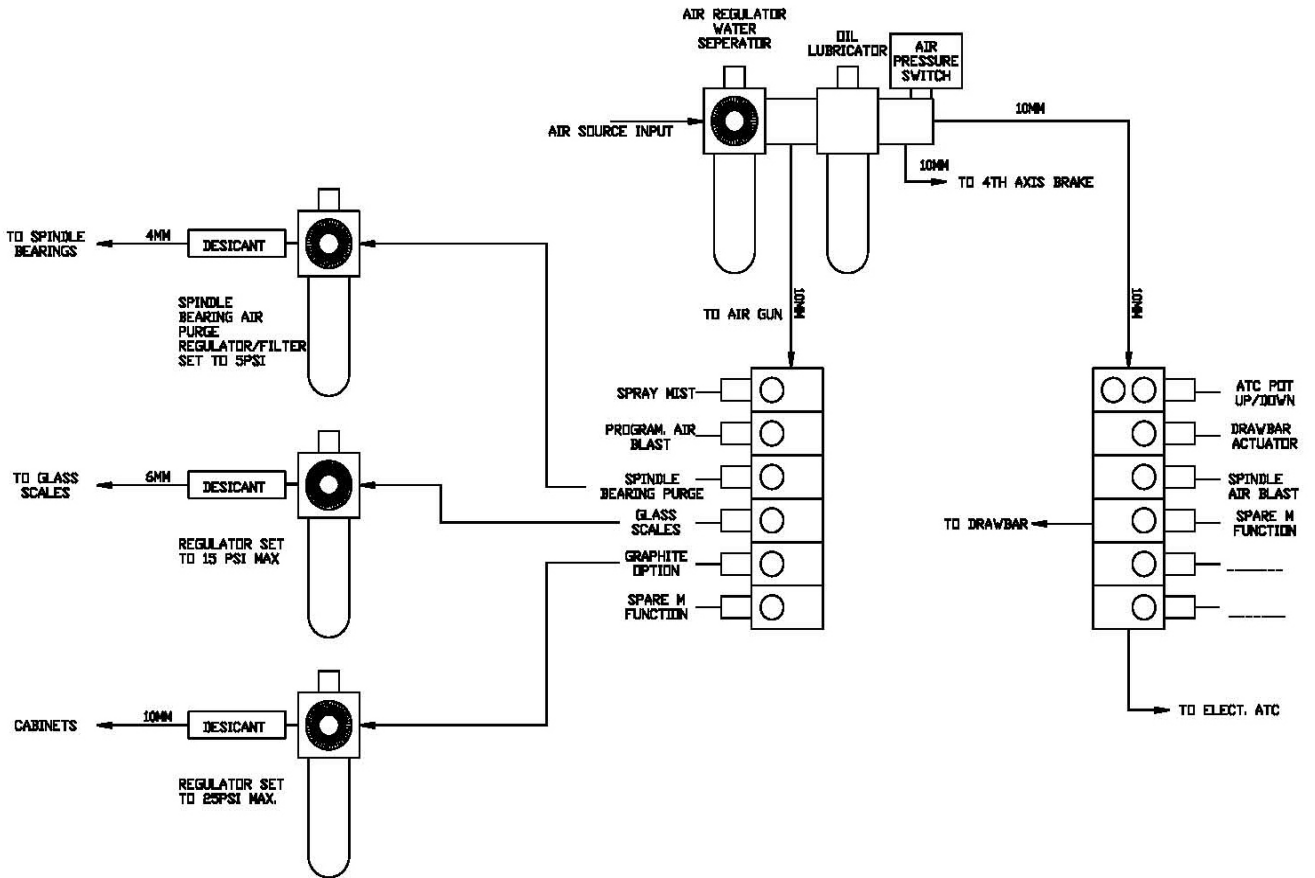 AIR REGULATOR
WATER
SEPERATOR
OIL
LUBRICATOR
AIR
PRESSURE
SWITCH
10MM
AIR SOURCE INPUT
10MM
TO 4TH AXIS BRAKE
TO SPINDLE
BEARINGS
4MM
DESICANT
SPINDLE
BEARING AIR
PURGE
REGULATOR/FILTER
SET TO 5PSI
TO AIR GUN
10MM
10MM
SPRAY MIST
PROGRAM. AIR
BLAST
SPINDLE
BEARING PURGE
GLASS
SCALES
GRAPHITE
OPTION
SPARE M
FUNCTION
ATC POT
UP/DOWN
DRAWBAR
ACTUATOR
SPINDLE
AIR BLAST
SPARE M
FUNCTION
TO DRAWBAR
TO ELECT. ATC
TO GLASS
SCALES
6MM
DESICANT
REGULATOR SET
TO 15 PSI MAX
CABINETS
10MM
DESICANT
REGULATOR SET
TO 25PSI MAX.